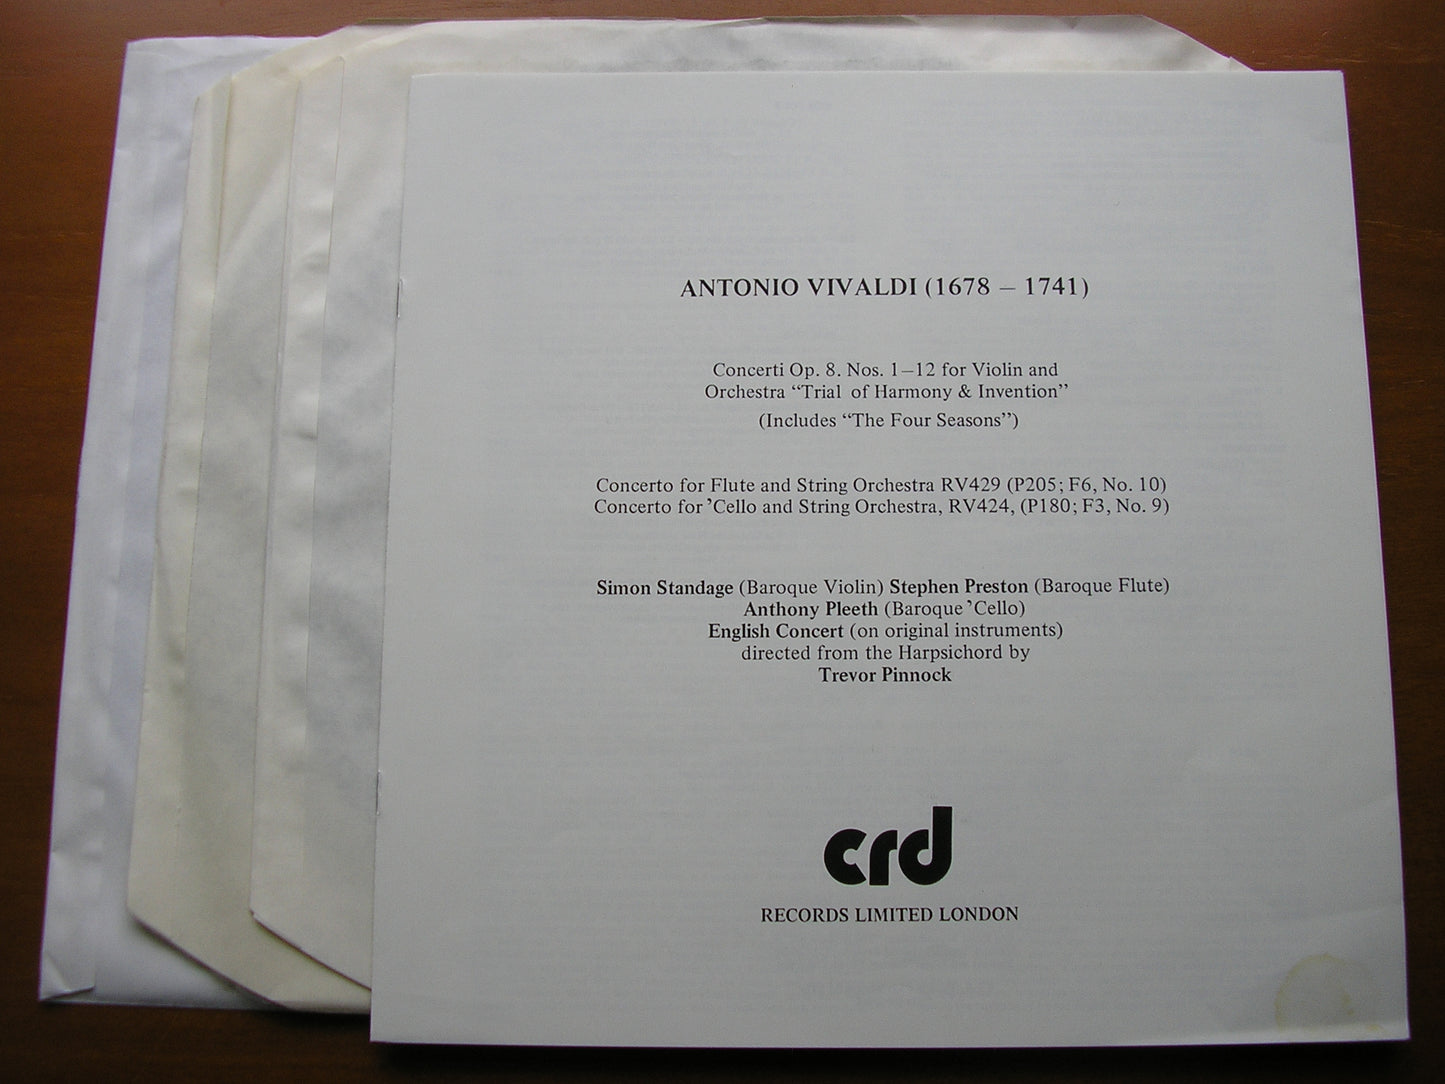 ANTONIO VIVALDI (1678 – 1741)
Concerti Op. 8. Nos. 1–12 for Violin and
Orchestra “Trial of Harmony & Invention”
(Includes “The Four Seasons”)
Concerto for Flute and String Orchestra RV429 (P205; F6, No. 10)
Concerto for ’Cello and String Orchestra, RV424, (P180; F3, No. 9)
Simon Standage (Baroque Violin) Stephen Preston (Baroque Flute)
Anthony Pleeth (Baroque ’Cello)
English Concert (on original instruments)
directed from the Harpsichord by
Trevor Pinnock
crd
RECORDS LIMITED LONDON